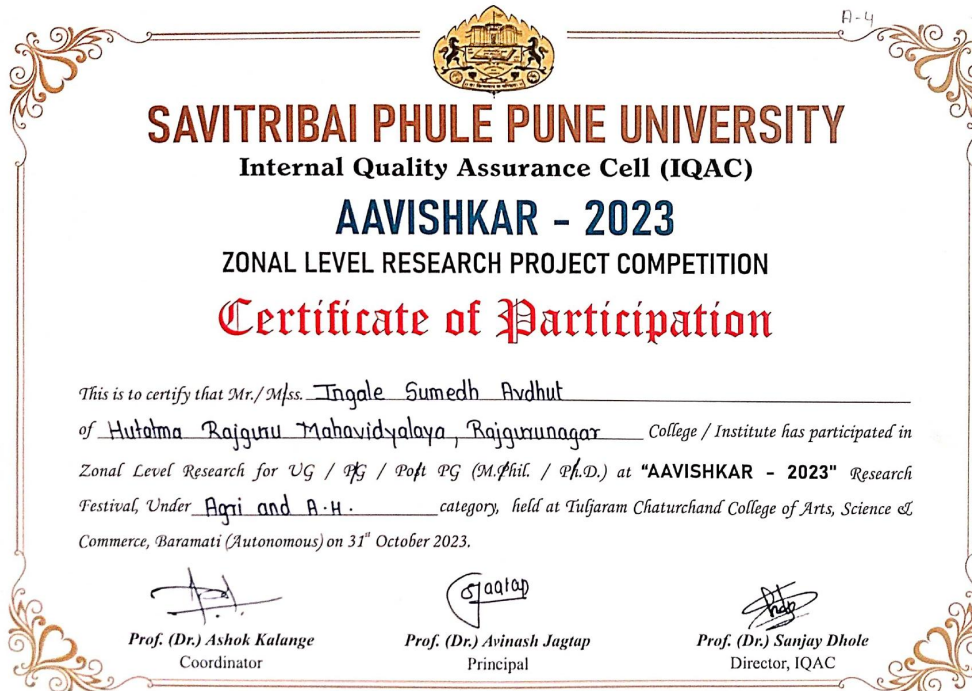 A-4
SAVITRIBAI PHULE PUNE UNIVERSITY
Internal Quality Assurance Cell (IQAC)
AAVISHKAR - 2023
ZONAL LEVEL RESEARCH PROJECT COMPETITION
Certificate of Participation
This is to certify that Mr./Miss. Ingale Sumedh Avdhut
of Hutatma Rajguru Mahavidyalaya, Rajgurunagar College / Institute has participated in
Zonal Level Research for UG / PG / Post PG (M.Phil. / Ph.D.) at "AAVISHKAR - 2023" Research
Festival, Under Agri and A.H. category, held at Tuljaram Chaturchand College of Arts, Science &
Commerce, Baramati (Autonomous) on 31st October 2023.
Jaatap
Prof. (Dr.) Ashok Kalange Prof. (Dr.) Avinash Jagtap Prof. (Dr.) Sanjay Dhole
Coordinator Principal Director, IQAC